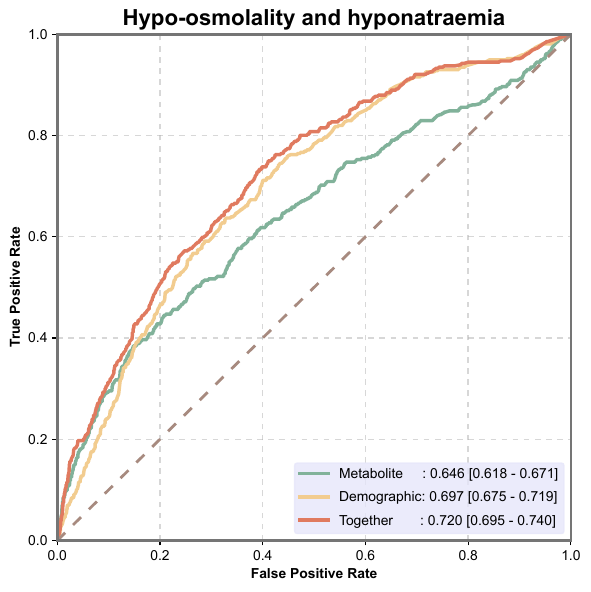 Hypo-osmolality and hyponatraemia
True Positive Rate
1.0
0.8
0.6
0.4
0.2
0.0
Metabolite : 0.646 [0.618 - 0.671]
Demographic: 0.697 [0.675 - 0.719]
Together : 0.720 [0.695 - 0.740]
0.0 0.2 0.4 0.6 0.8 1.0
False Positive Rate